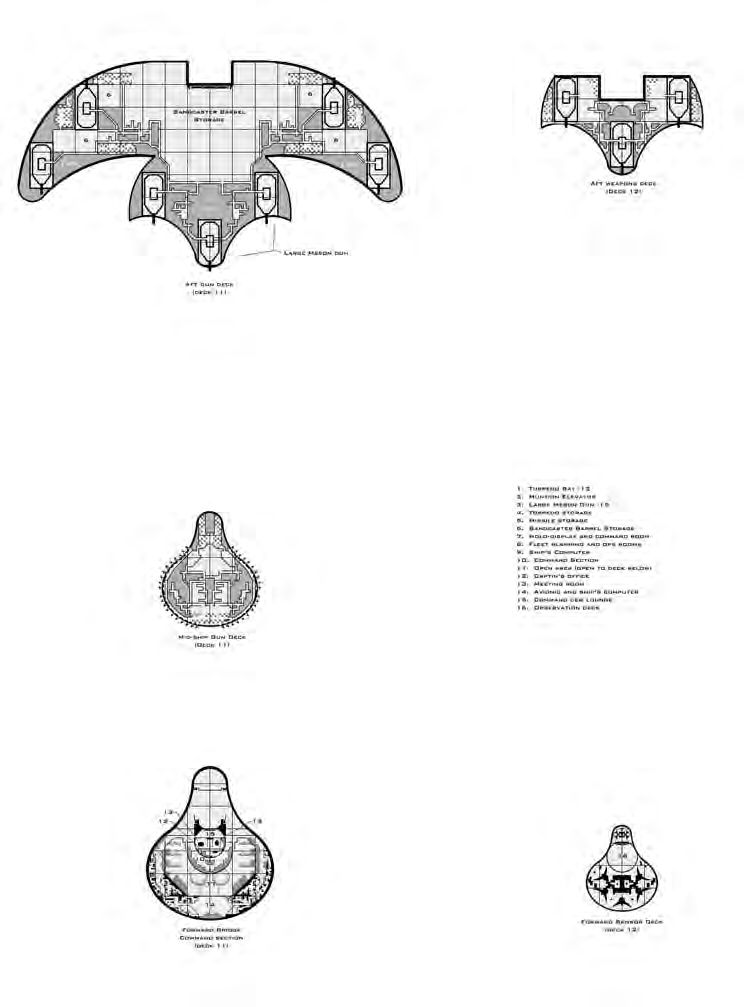 Sandcaster Barrel
Storage
6
6
6
6
Large Meson Gun
Aft Gun Deck
(Deck 11)
Aft weapons deck
(Deck 12)
1. Torpedo Bay
2. Munition Elevator
3. Large Meson Gun
4. Torpedo storage
5. Missile storage
6. Sandcaster Barrel Storage
7. Holo-display and command room
8. Fleet planning and ops rooms
9. Ship's Computer
10. Command Section
11. Open area (open to deck below)
12. Captin's office
13. Meeting room
14. Avionic and ship's computer
15. Command dew lounge
16. Observation deck
Mid-Ship Gun Deck
(Deck 11)
13
12
13
15
10
11
14
Forward Bridge
Command section
(deck 11)
16
Forward Sensor Deck
(deck 12)